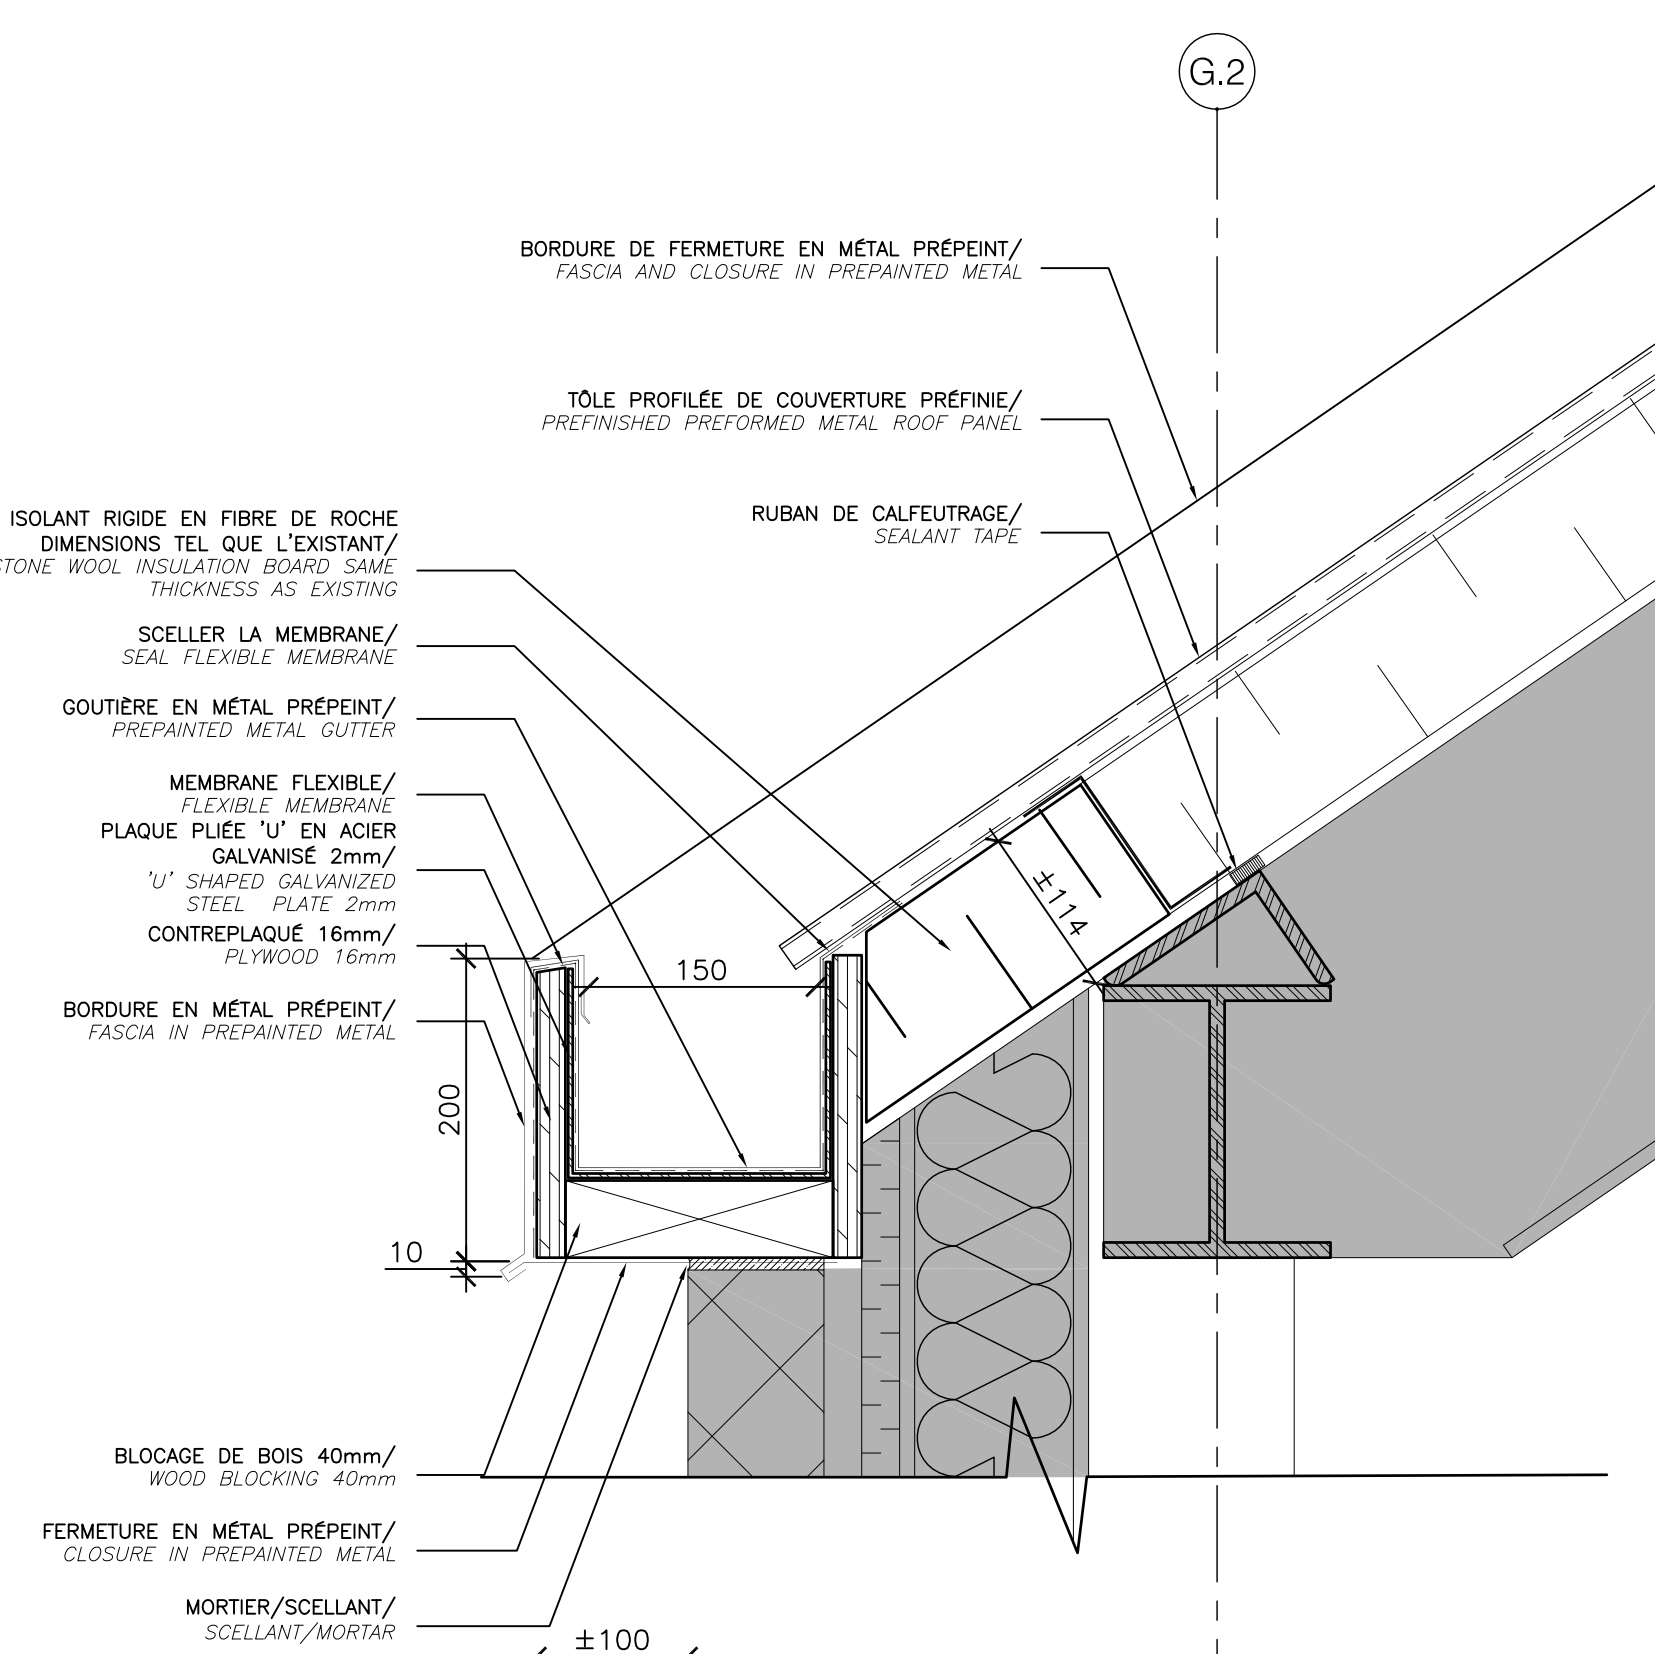 G.2
BORDURE DE FERMETURE EN MÉTAL PRÉPEINT/
FASCIA AND CLOSURE IN PREPAINTED METAL
TÔLE PROFILÉE DE COUVERTURE PRÉFINIE/
PREFINISHED PREFORMED METAL ROOF PANEL
RUBAN DE CALFEUTRAGE/
SEALANT TAPE
ISOLANT RIGIDE EN FIBRE DE ROCHE
DIMENSIONS TEL QUE L'EXISTANT/
STONE WOOL INSULATION BOARD SAME
THICKNESS AS EXISTING
SCELLER LA MEMBRANE/
SEAL FLEXIBLE MEMBRANE
GOUTIÈRE EN MÉTAL PRÉPEINT/
PREPAINTED METAL GUTTER
MEMBRANE FLEXIBLE/
FLEXIBLE MEMBRANE
PLAQUE PLIÉE 'U' EN ACIER
GALVANISÉ 2mm/
'U' SHAPED GALVANIZED
STEEL PLATE 2mm
CONTREPLAQUÉ 16mm/
PLYWOOD 16mm
BORDURE EN MÉTAL PRÉPEINT/
FASCIA IN PREPAINTED METAL
150
±114
200
10
BLOCAGE DE BOIS 40mm/
WOOD BLOCKING 40mm
FERMETURE EN MÉTAL PRÉPEINT/
CLOSURE IN PREPAINTED METAL
MORTIER/SCELLANT/
SCELLANT/MORTAR
±100